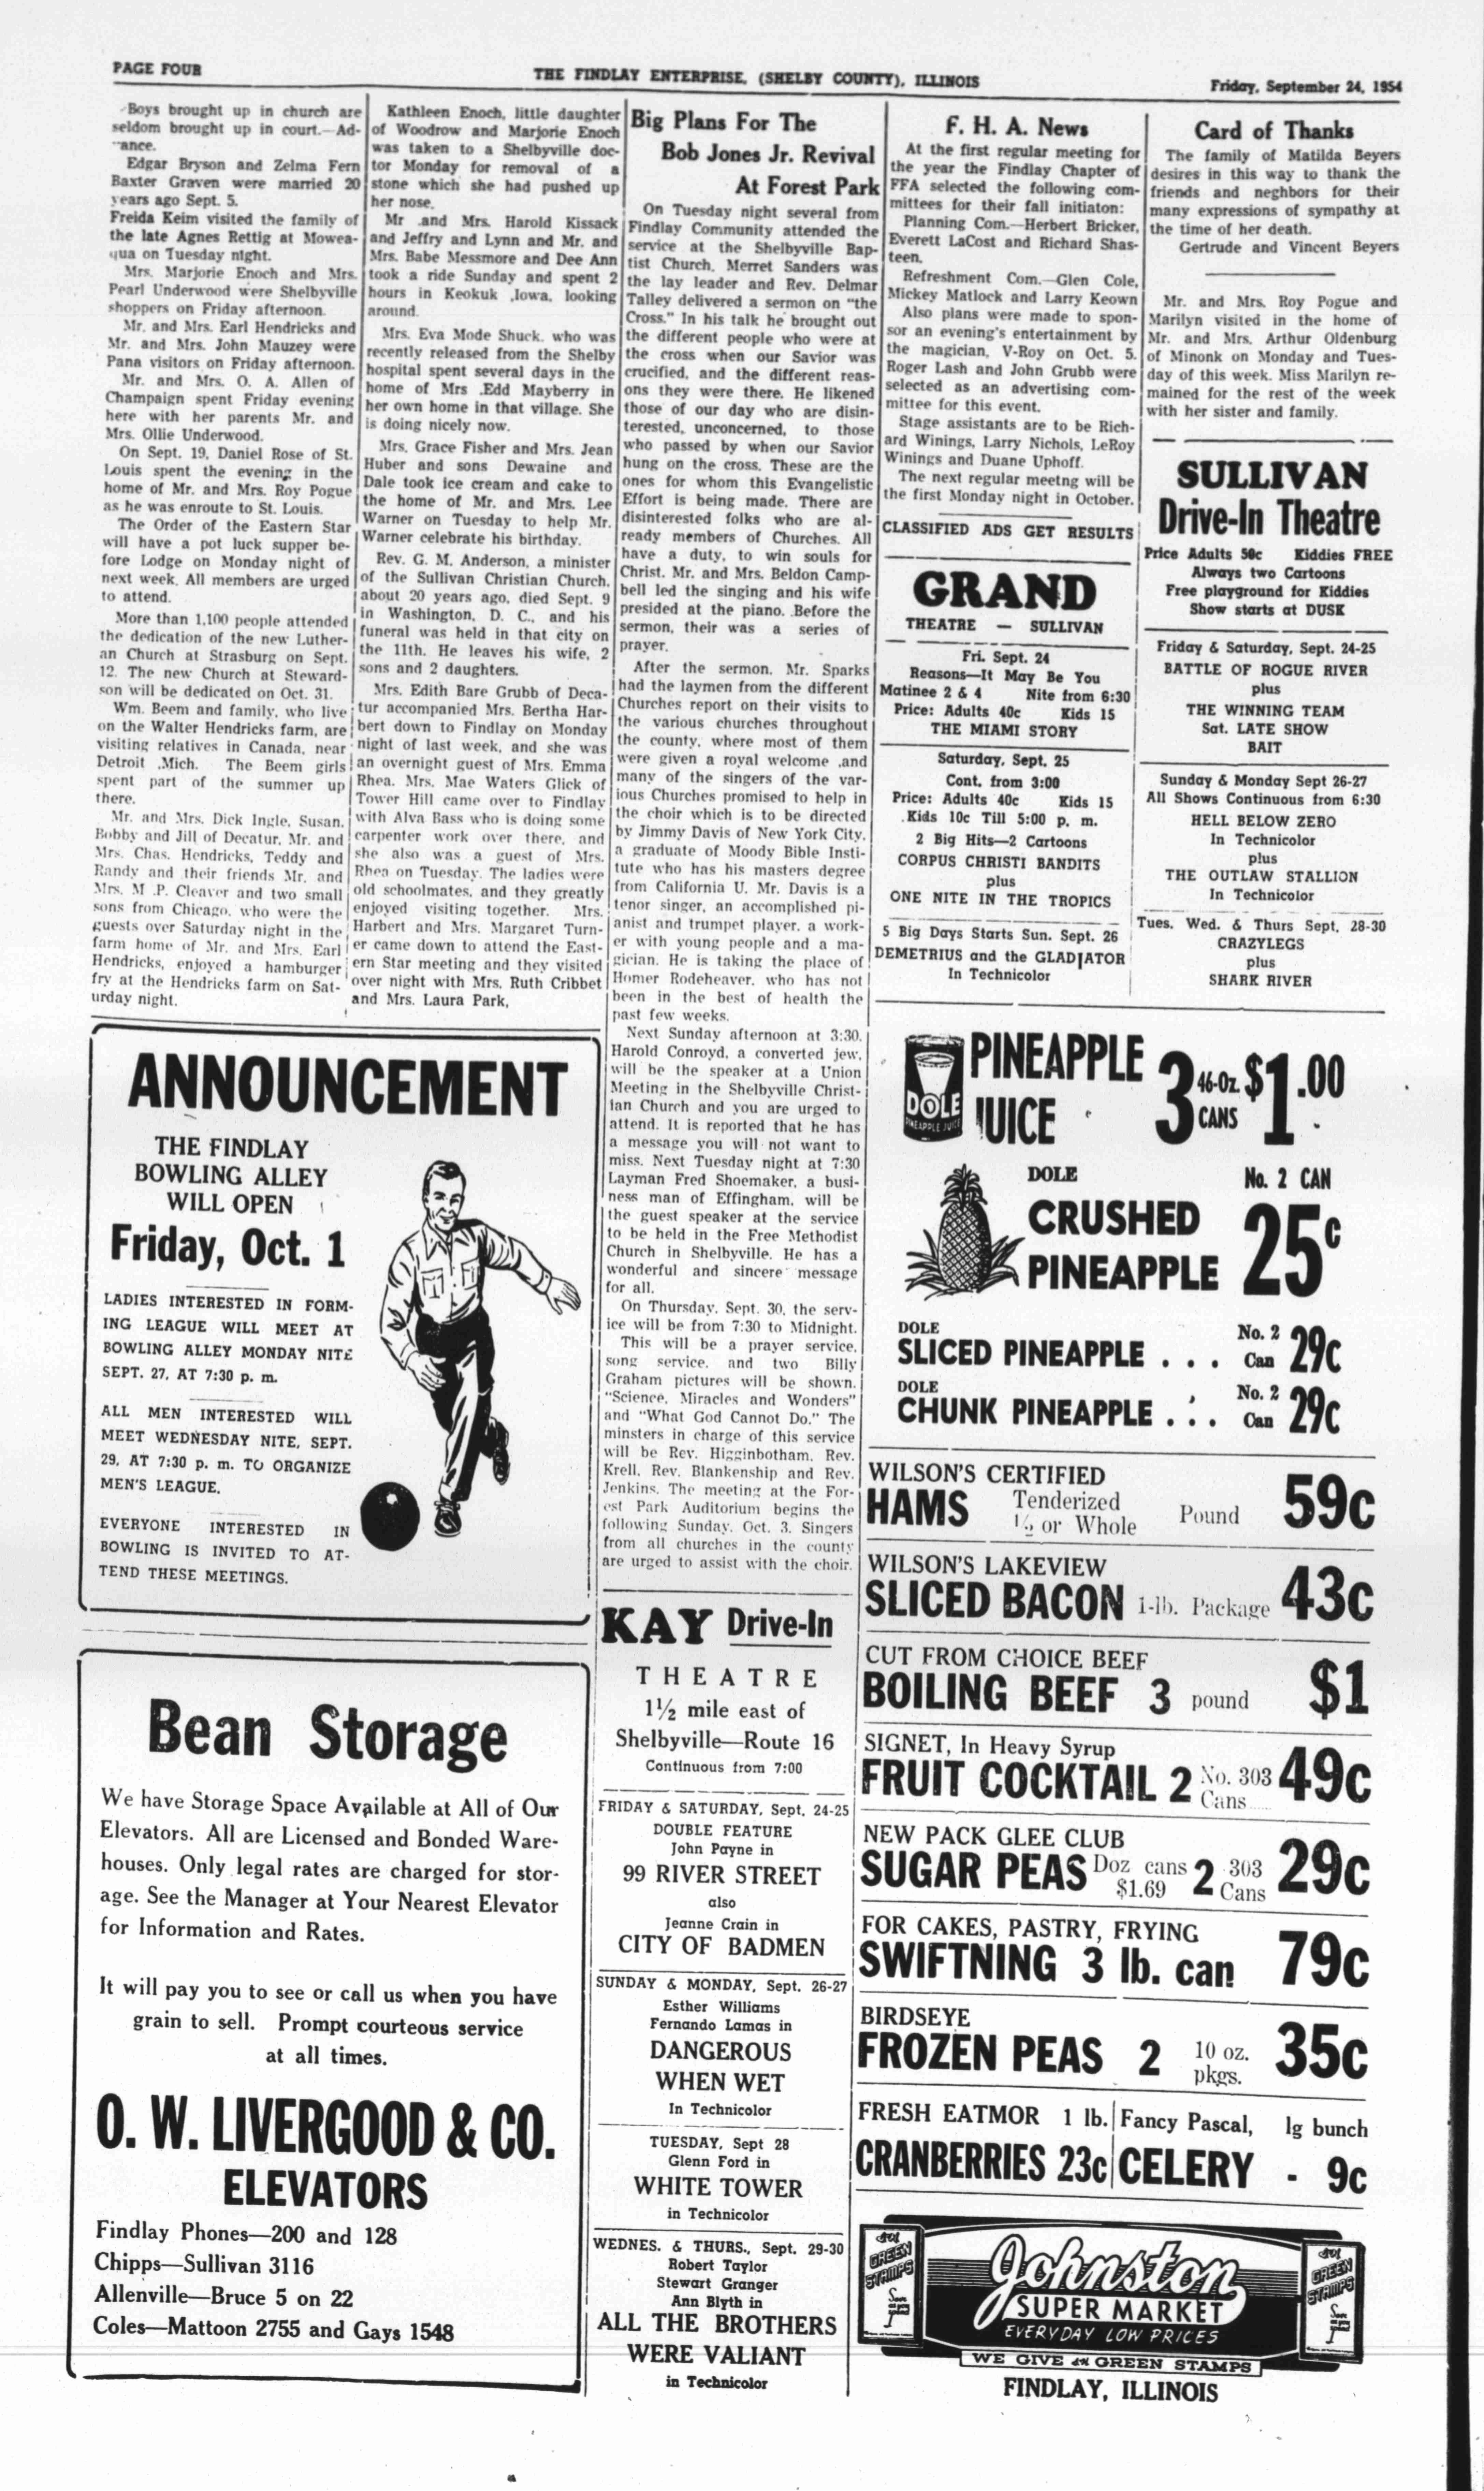 PAGE FOUR
THE FINDLAY ENTERPRISE, (SHELBY COUNTY), ILLINOIS
Friday, September 24, 1954
Boys brought up in church are
seldom brought up in court.—Ad-
ance.
Edgar Bryson and Zelma Fern
Baxter Graven were married 20
years ago Sept. 5.
Freida Keim visited the family of
the late Agnes Rettig at Mowea-
qua on Tuesday night.
Mrs. Marjorie Enoch and Mrs.
Pearl Underwood were Shelbyville
shoppers on Friday afternoon.
Mr. and Mrs. Earl Hendricks and
Mr. and Mrs. John Mauzey were
Pana visitors on Friday afternoon.
Mr. and Mrs. O. A. Allen of
Champaign spent Friday evening
here with her parents Mr. and
Mrs. Ollie Underwood.
On Sept. 19, Daniel Rose of St.
Louis spent the evening in the
home of Mr. and Mrs. Roy Pogue
as he was enroute to St. Louis.
The Order of the Eastern Star
will have a pot luck supper be-
fore Lodge on Monday night of
next week. All members are urged
to attend.
More than 1,100 people attended
the dedication of the new Luther-
an Church at Strasburg on Sept.
12. The new Church at Steward-
son will be dedicated on Oct. 31.
Wm. Beem and family, who live
on the Walter Hendricks farm, are
visiting relatives in Canada, near
Detroit ,Mich. The Beem girls
spent part of the summer up
there.
Mr. and Mrs. Dick Ingle, Susan,
Bobby and Jill of Decatur, Mr. and
Mrs. Chas. Hendricks, Teddy and
Randy and their friends Mr. and
Mrs. M .P. Cleaver and two small
sons from Chicago, who were the
guests over Saturday night in the
farm home of Mr. and Mrs. Earl
Hendricks, enjoyed a hamburger
fry at the Hendricks farm on Sat-
urday night.
Kathleen Enoch, little daughter
of Woodrow and Marjorie Enoch
was taken to a Shelbyville doc-
tor Monday for removal of a
stone which she had pushed up
her nose.
Mr .and Mrs. Harold Kissack
and Jeffry and Lynn and Mr. and
Mrs. Babe Messmore and Dee Ann
took a ride Sunday and spent 2
hours in Keokuk ,Iowa, looking
around.
Mrs. Eva Mode Shuck, who was
recently released from the Shelby
hospital spent several days in the
home of Mrs .Edd Mayberry in
her own home in that village. She
is doing nicely now.
Mrs. Grace Fisher and Mrs. Jean
Huber and sons Dewaine and
Dale took ice cream and cake to
the home of Mr. and Mrs. Lee
Warner on Tuesday to help Mr.
Warner celebrate his birthday.
Rev. G. M. Anderson, a minister
of the Sullivan Christian Church,
about 20 years ago, died Sept. 9
in Washington, D. C., and his
funeral was held in that city on
the 11th. He leaves his wife, 2
sons and 2 daughters.
Mrs. Edith Bare Grubb of Deca-
tur accompanied Mrs. Bertha Har-
bert down to Findlay on Monday
night of last week, and she was
an overnight guest of Mrs. Emma
Rhea. Mrs. Mae Waters Glick of
Tower Hill came over to Findlay
with Alva Bass who is doing some
carpenter work over there, and
she also was a guest of Mrs.
Rhea on Tuesday. The ladies were
old schoolmates, and they greatly
enjoyed visiting together. Mrs.
Harbert and Mrs. Margaret Turn-
er came down to attend the East-
ern Star meeting and they visited
over night with Mrs. Ruth Cribbet
and Mrs. Laura Park,
Big Plans For The
Bob Jones Jr. Revival
At Forest Park
On Tuesday night several from
Findlay Community attended the
service at the Shelbyville Bap-
tist Church. Merret Sanders was
the lay leader and Rev. Delmar
Talley delivered a sermon on "the
Cross." In his talk he brought out
the different people who were at
the cross when our Savior was
crucified, and the different reas-
ons they were there. He likened
those of our day who are disin-
terested, unconcerned, to those
who passed by when our Savior
hung on the cross. These are the
ones for whom this Evangelistic
Effort is being made. There are
disinterested folks who are al-
ready members of Churches. All
have a duty, to win souls for
Christ. Mr. and Mrs. Beldon Camp-
bell led the singing and his wife
presided at the piano. Before the
sermon, their was a series of
prayer.
After the sermon, Mr. Sparks
had the laymen from the different
Churches report on their visits to
the various churches throughout
the county, where most of them
were given a royal welcome ,and
many of the singers of the var-
ious Churches promised to help in
the choir which is to be directed
by Jimmy Davis of New York City,
a graduate of Moody Bible Insti-
tute who has his masters degree
from California U. Mr. Davis is a
tenor singer, an accomplished pi-
anist and trumpet player, a work-
er with young people and a ma-
gician. He is taking the place of
Homer Rodeheaver, who has not
been in the best of health the
past few weeks.
Next Sunday afternoon at 3:30.
Harold Conroyd, a converted jew,
will be the speaker at a Union
Meeting in the Shelbyville Christ-
ian Church and you are urged to
attend. It is reported that he has
a message you will not want to
miss. Next Tuesday night at 7:30
Layman Fred Shoemaker, a busi-
ness man of Effingham, will be
the guest speaker at the service
to be held in the Free Methodist
Church in Shelbyville. He has a
wonderful and sincere message
for all.
On Thursday, Sept. 30, the serv-
ice will be from 7:30 to Midnight.
This will be a prayer service,
song service, and two Billy
Graham pictures will be shown,
"Science, Miracles and Wonders"
and "What God Cannot Do." The
minsters in charge of this service
will be Rev. Higginbotham, Rev.
Krell, Rev. Blankenship and Rev.
Jenkins. The meeting at the For-
est Park Auditorium begins the
following Sunday, Oct. 3. Singers
from all churches in the county
are urged to assist with the choir.
F. H. A. News
At the first regular meeting for
the year the Findlay Chapter of
FFA selected the following com-
mittees for their fall initiaton:
Planning Com.—Herbert Bricker,
Everett LaCost and Richard Shas-
teen.
Refreshment Com.—Glen Cole,
Mickey Matlock and Larry Keown
Also plans were made to spon-
sor an evening's entertainment by
the magician, V-Roy on Oct. 5.
Roger Lash and John Grubb were
selected as an advertising com-
mittee for this event.
Stage assistants are to be Rich-
ard Winings, Larry Nichols, LeRoy
Winings and Duane Uphoff.
The next regular meetng will be
the first Monday night in October.
CLASSIFIED ADS GET RESULTS
GRAND
THEATRE — SULLIVAN
Fri. Sept. 24
Reasons—It May Be You
Matinee 2 & 4 Nite from 6:30
Price: Adults 40c Kids 15
THE MIAMI STORY
Saturday, Sept. 25
Cont. from 3:00
Price: Adults 40c Kids 15
.Kids 10c Till 5:00 p. m.
2 Big Hits—2 Cartoons
CORPUS CHRISTI BANDITS
plus
ONE NITE IN THE TROPICS
5 Big Days Starts Sun. Sept. 26
DEMETRIUS and the GLADIATOR
In Technicolor
Card of Thanks
The family of Matilda Beyers
desires in this way to thank the
friends and neghbors for their
many expressions of sympathy at
the time of her death.
Gertrude and Vincent Beyers
Mr. and Mrs. Roy Pogue and
Marilyn visited in the home of
Mr. and Mrs. Arthur Oldenburg
of Minonk on Monday and Tues-
day of this week. Miss Marilyn re-
mained for the rest of the week
with her sister and family.
SULLIVAN
Drive-In Theatre
Price Adults 50c Kiddies FREE
Always two Cartoons
Free playground for Kiddies
Show starts at DUSK
Friday & Saturday, Sept. 24-25
BATTLE OF ROGUE RIVER
plus
THE WINNING TEAM
Sat. LATE SHOW
BAIT
Sunday & Monday Sept 26-27
All Shows Continuous from 6:30
HELL BELOW ZERO
In Technicolor
plus
THE OUTLAW STALLION
In Technicolor
Tues. Wed. & Thurs Sept. 28-30
CRAZYLEGS
plus
SHARK RIVER
ANNOUNCEMENT
THE FINDLAY
BOWLING ALLEY
WILL OPEN
Friday, Oct. 1
LADIES INTERESTED IN FORM-
ING LEAGUE WILL MEET AT
BOWLING ALLEY MONDAY NITE
SEPT. 27, AT 7:30 p. m.
ALL MEN INTERESTED WILL
MEET WEDNESDAY NITE, SEPT.
29, AT 7:30 p. m. TO ORGANIZE
MEN'S LEAGUE.
EVERYONE INTERESTED IN
BOWLING IS INVITED TO AT-
TEND THESE MEETINGS.
Bean Storage
We have Storage Space Available at All of Our
Elevators. All are Licensed and Bonded Ware-
houses. Only legal rates are charged for stor-
age. See the Manager at Your Nearest Elevator
for Information and Rates.
It will pay you to see or call us when you have
grain to sell. Prompt courteous service
at all times.
O. W. LIVERGOOD & CO.
ELEVATORS
Findlay Phones—200 and 128
Chipps—Sullivan 3116
Allenville—Bruce 5 on 22
Coles—Mattoon 2755 and Gays 1548
KAY Drive-In
THEATRE
1½ mile east of
Shelbyville—Route 16
Continuous from 7:00
FRIDAY & SATURDAY, Sept. 24-25
DOUBLE FEATURE
John Payne in
99 RIVER STREET
also
Jeanne Crain in
CITY OF BADMEN
SUNDAY & MONDAY, Sept. 26-27
Esther Williams
Fernando Lamas in
DANGEROUS
WHEN WET
In Technicolor
TUESDAY, Sept 28
Glenn Ford in
WHITE TOWER
in Technicolor
WEDNES. & THURS., Sept. 29-30
Robert Taylor
Stewart Granger
Ann Blyth in
ALL THE BROTHERS
WERE VALIANT
in Technicolor
DOLE
PINEAPPLE JUICE
PINEAPPLE
JUICE
3 46-Oz. CANS $1.00
DOLE No. 2 CAN
CRUSHED
PINEAPPLE 25c
DOLE
SLICED PINEAPPLE . . . No. 2 Can 29c
DOLE
CHUNK PINEAPPLE . . . No. 2 Can 29c
WILSON'S CERTIFIED
HAMS Tenderized ½ or Whole Pound 59c
WILSON'S LAKEVIEW
SLICED BACON 1-lb. Package 43c
CUT FROM CHOICE BEEF
BOILING BEEF 3 pound $1
SIGNET, In Heavy Syrup
FRUIT COCKTAIL 2 No. 303 Cans 49c
NEW PACK GLEE CLUB
SUGAR PEAS Doz cans $1.69 2 303 Cans 29c
FOR CAKES, PASTRY, FRYING
SWIFTNING 3 lb. can 79c
BIRDSEYE
FROZEN PEAS 2 10 oz. pkgs. 35c
FRESH EATMOR 1 lb.
CRANBERRIES 23c
Fancy Pascal, lg bunch
CELERY - 9c
S&H GREEN STAMPS
Johnston
SUPER MARKET
EVERYDAY LOW PRICES
WE GIVE S&H GREEN STAMPS
S&H GREEN STAMPS
FINDLAY, ILLINOIS